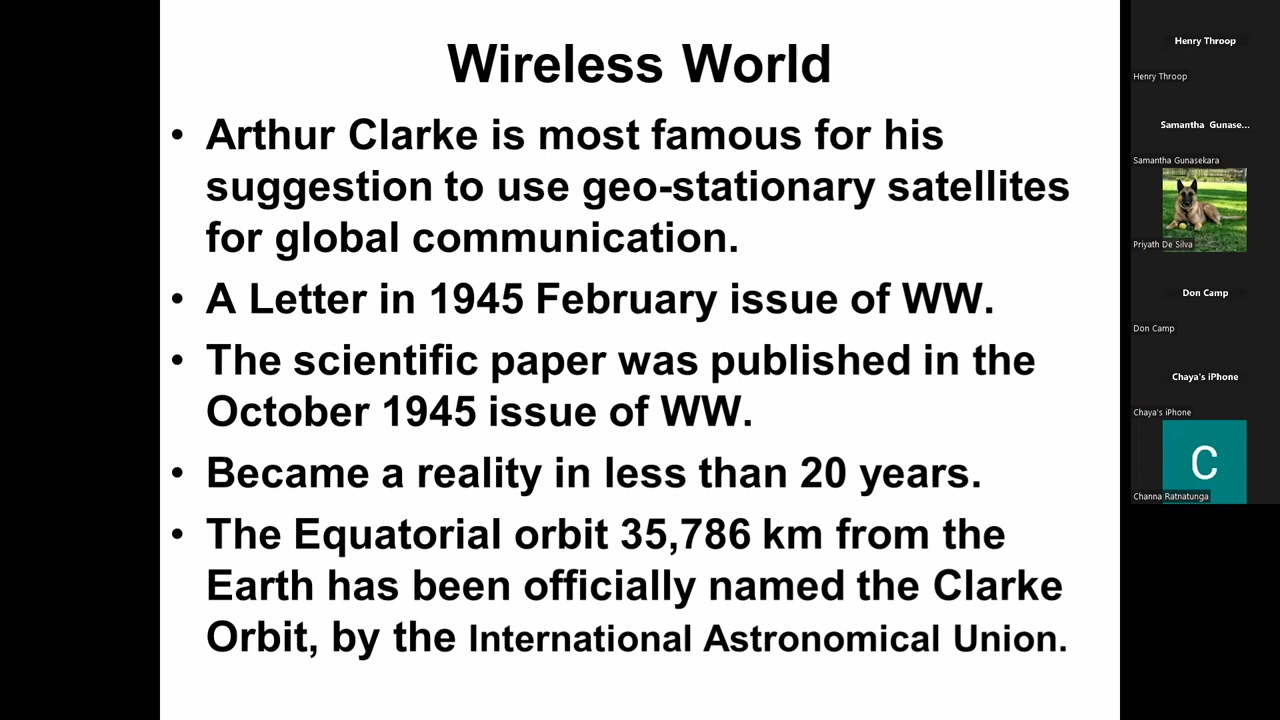 Wireless World
• Arthur Clarke is most famous for his
suggestion to use geo-stationary satellites
for global communication.
• A Letter in 1945 February issue of WW.
• The scientific paper was published in the
October 1945 issue of WW.
• Became a reality in less than 20 years.
• The Equatorial orbit 35,786 km from the
Earth has been officially named the Clarke
Orbit, by the International Astronomical Union.
Henry Throop
Henry Throop
Samantha Gunase...
Samantha Gunasekara
Priyath De Silva
Don Camp
Don Camp
Chaya's iPhone
Chaya's iPhone
C
Channa Ratnatunga